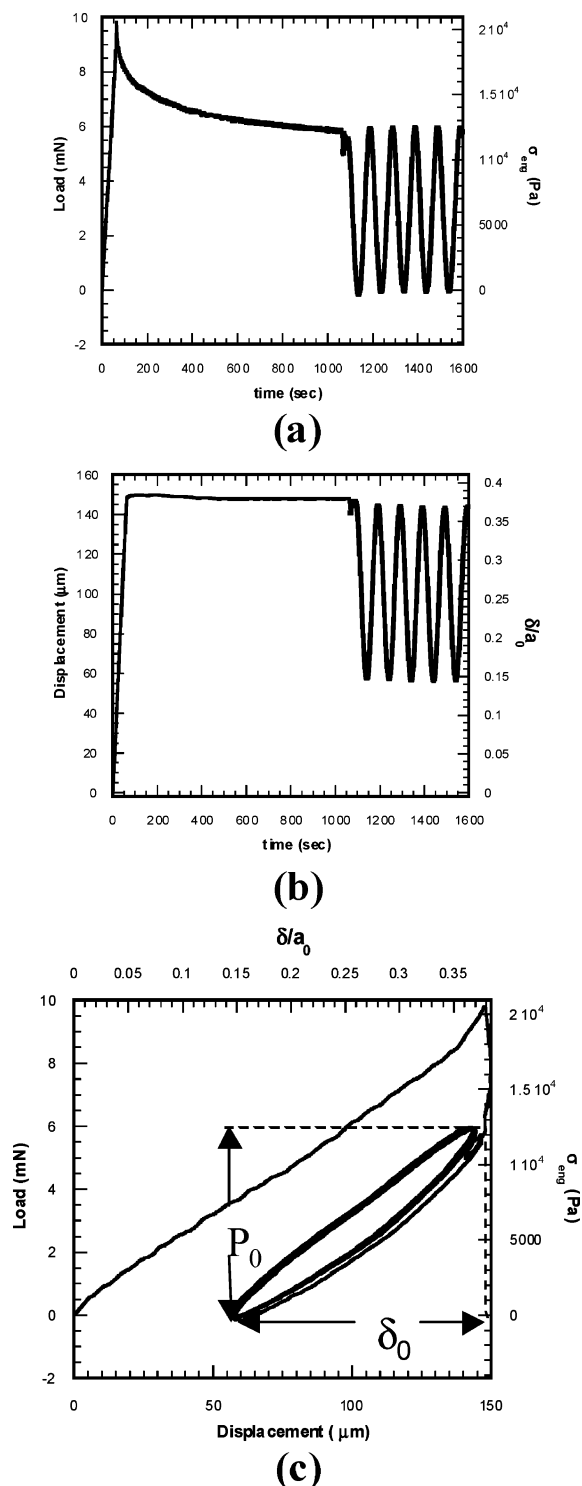 10
8
6
4
2
0
-2
Load (mN)
2 10⁴
1.5 10⁴
1 10⁴
5000
0
σeng (Pa)
0 200 400 600 800 1000 1200 1400 1600
time (sec)
(a)
160
140
120
100
80
60
40
20
0
Displacement (μm)
0.4
0.35
0.3
0.25
0.2
0.15
0.1
0.05
0
δ/a₀
0 200 400 600 800 1000 1200 1400 1600
time (sec)
(b)
δ/a₀
0 0.05 0.1 0.15 0.2 0.25 0.3 0.35
10
8
6
4
2
0
-2
Load (mN)
P₀
δ₀
2 10⁴
1.5 10⁴
1 10⁴
5000
0
σeng (Pa)
0 50 100 150
Displacement ( μm)
(c)